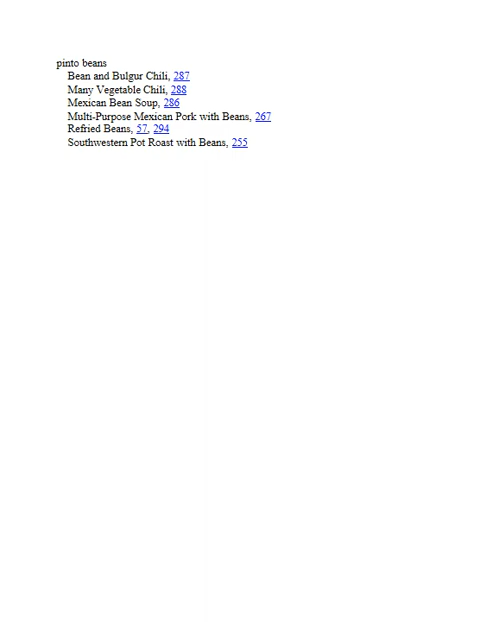 pinto beans
Bean and Bulgur Chili, 287
Many Vegetable Chili, 288
Mexican Bean Soup, 286
Multi-Purpose Mexican Pork with Beans, 267
Refried Beans, 57, 294
Southwestern Pot Roast with Beans, 255